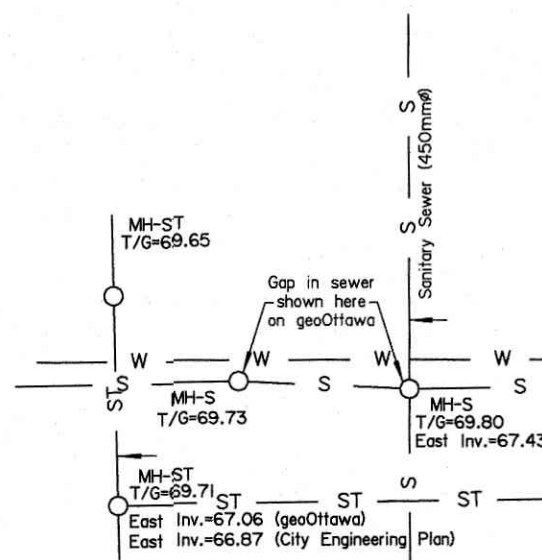 S
S
Sanitary Sewer (450mmø)
MH-ST
T/G=69.65
Gap in sewer
shown here
on geoOttawa
W W W W W
S S S
ST
MH-S
T/G=69.73
MH-S
T/G=69.80
East Inv.=67.43
MH-ST
T/G=69.71
S
ST ST ST
East Inv.=67.06 (geoOttawa)
East Inv.=66.87 (City Engineering Plan)